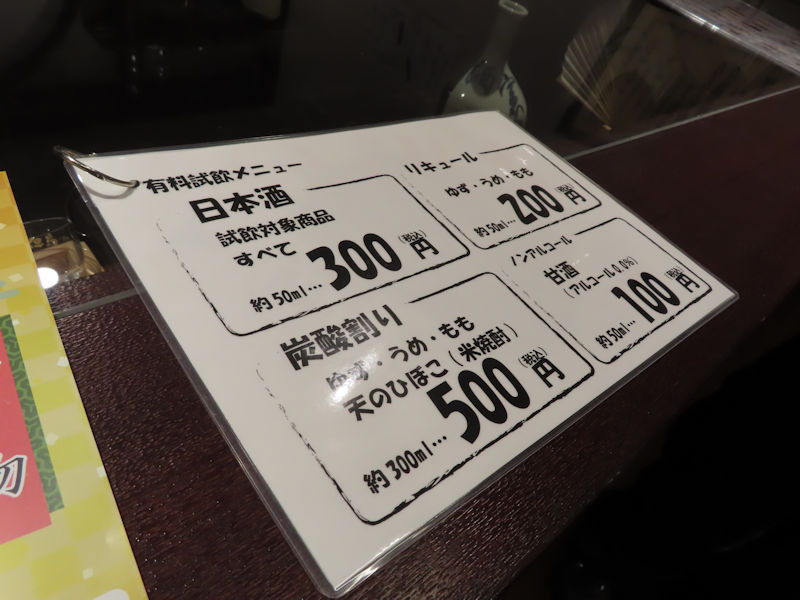 有料試飲メニュー
日本酒
試飲対象商品
すべて
約50ml…300円(税込)
リキュール
ゆず・うめ・もも
約50ml…200円(税込)
炭酸割り
ゆず・うめ・もも
天のひぼこ(米焼酎)
約300ml…500円(税込)
ノンアルコール
甘酒
(アルコール0.0%)
約50ml…100円(税込)